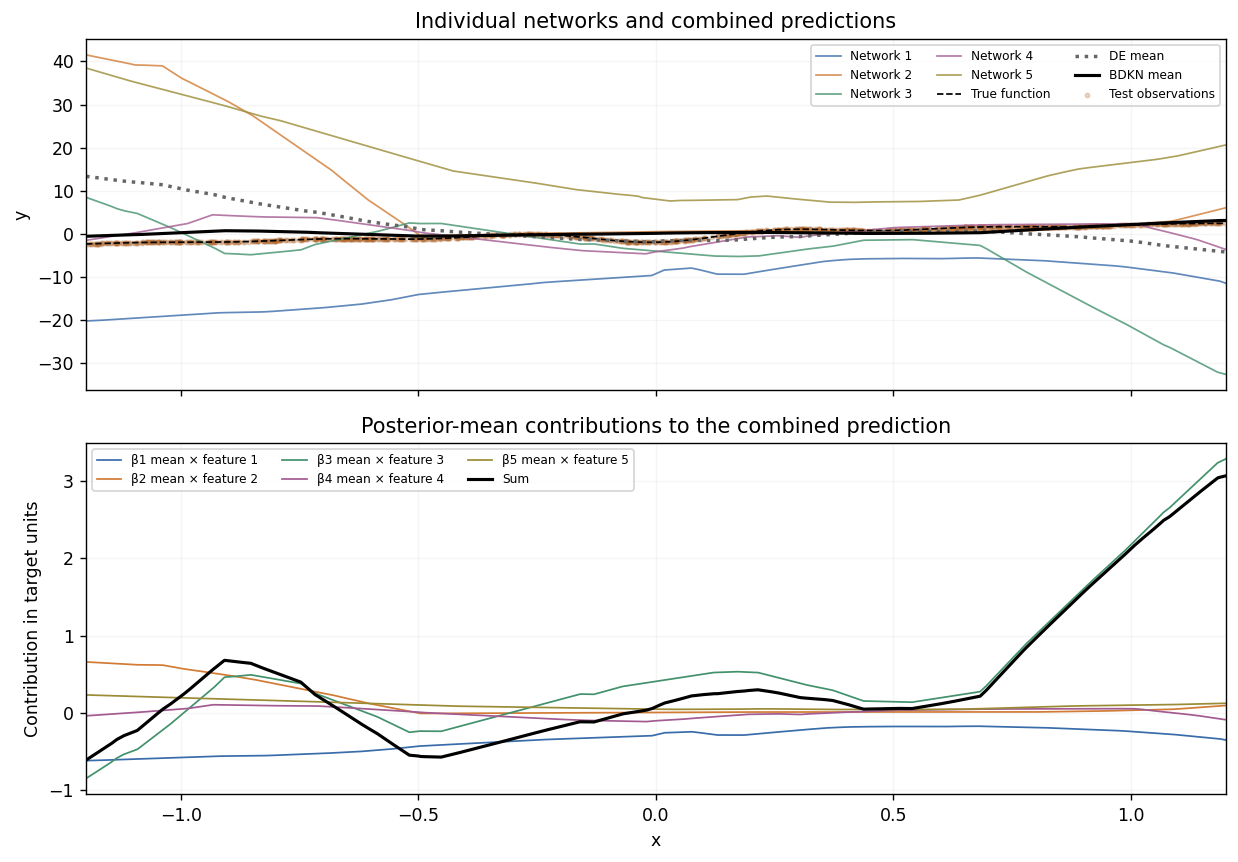 Individual networks and combined predictions
40
30
20
10
0
−10
−20
−30
y
Network 1
Network 2
Network 3
Network 4
Network 5
True function
DE mean
BDKN mean
Test observations
Posterior-mean contributions to the combined prediction
3
2
1
0
−1
Contribution in target units
β1 mean × feature 1
β2 mean × feature 2
β3 mean × feature 3
β4 mean × feature 4
β5 mean × feature 5
Sum
−1.0 −0.5 0.0 0.5 1.0
x